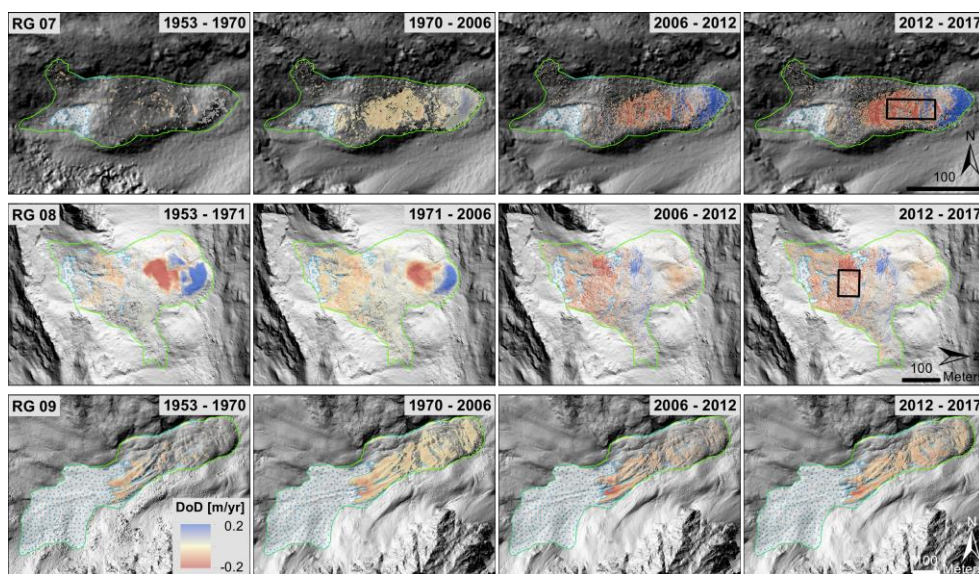 RG 07 1953 - 1970
1970 - 2006
2006 - 2012
2012 - 2017
N
100
RG 08 1953 - 1971
1971 - 2006
2006 - 2012
2012 - 2017
100
Meters
RG 09 1953 - 1970
1970 - 2006
2006 - 2012
2012 - 2017
DoD [m/yr]
0.2
-0.2
100
Meters